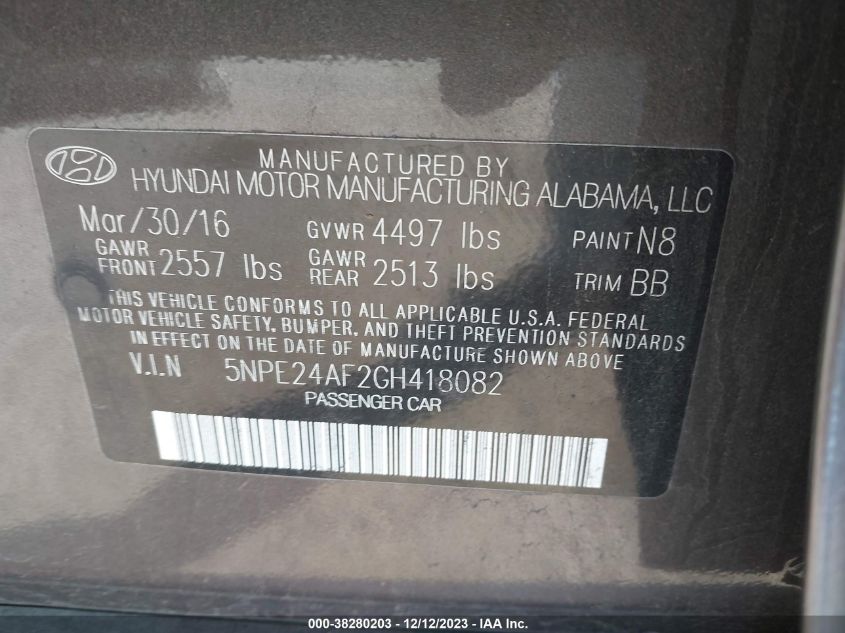 MANUFACTURED BY
HYUNDAI MOTOR MANUFACTURING ALABAMA, LLC
Mar/30/16 GVWR 4497 lbs PAINT N8
GAWR FRONT 2557 lbs GAWR REAR 2513 lbs TRIM BB
THIS VEHICLE CONFORMS TO ALL APPLICABLE U.S.A. FEDERAL
MOTOR VEHICLE SAFETY, BUMPER, AND THEFT PREVENTION STANDARDS
IN EFFECT ON THE DATE OF MANUFACTURE SHOWN ABOVE
V.I.N 5NPE24AF2GH418082
PASSENGER CAR
000-38280203 - 12/12/2023 - IAA Inc.